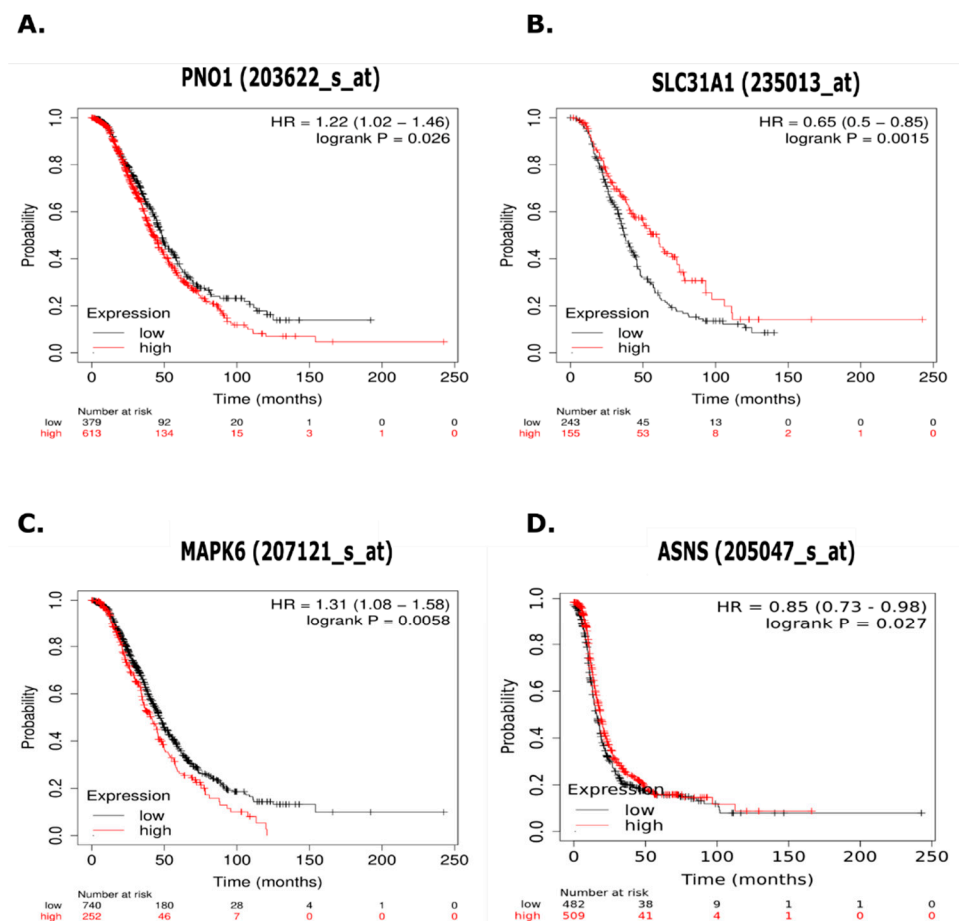 A.
B.
PNO1 (203622_s_at)
HR = 1.22 (1.02 – 1.46)
logrank P = 0.026
Probability
1.0
0.8
0.6
0.4
0.2
0.0
Expression
low
high
0 50 100 150 200 250
Time (months)
Number at risk
low 379 92 20 1 0 0
high 613 134 15 3 1 0
SLC31A1 (235013_at)
HR = 0.65 (0.5 – 0.85)
logrank P = 0.0015
Probability
1.0
0.8
0.6
0.4
0.2
0.0
Expression
low
high
0 50 100 150 200 250
Time (months)
Number at risk
low 243 45 13 0 0 0
high 155 53 8 2 1 0
C.
D.
MAPK6 (207121_s_at)
HR = 1.31 (1.08 – 1.58)
logrank P = 0.0058
Probability
1.0
0.8
0.6
0.4
0.2
0.0
Expression
low
high
0 50 100 150 200 250
Time (months)
Number at risk
low 740 180 28 4 1 0
high 252 46 7 0 0 0
ASNS (205047_s_at)
HR = 0.85 (0.73 - 0.98)
logrank P = 0.027
Probability
1.0
0.8
0.6
0.4
0.2
0.0
Expression
low
high
0 50 100 150 200 250
Time (months)
Number at risk
low 482 38 9 1 1 0
high 509 41 4 1 0 0